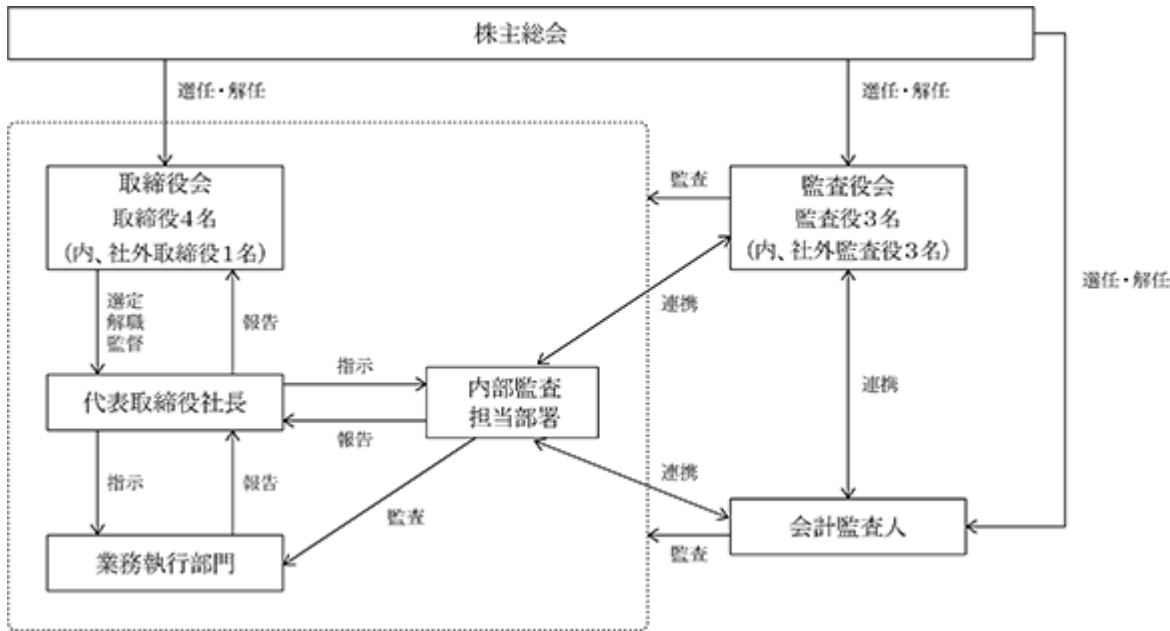 株主総会
選任・解任
選任・解任
取締役会
取締役4名
(内、社外取締役1名)
監査
監査役会
監査役3名
(内、社外監査役3名)
選任・解任
選定
解職
監督
報告
連携
指示
代表取締役社長
内部監査
担当部署
連携
報告
指示
報告
連携
監査
会計監査人
業務執行部門
監査